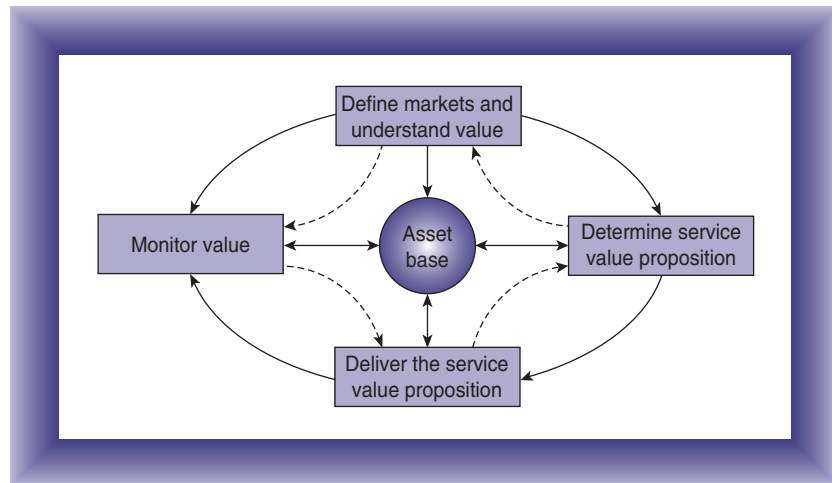 Define markets and
understand value
Monitor value
Asset
base
Determine service
value proposition
Deliver the service
value proposition